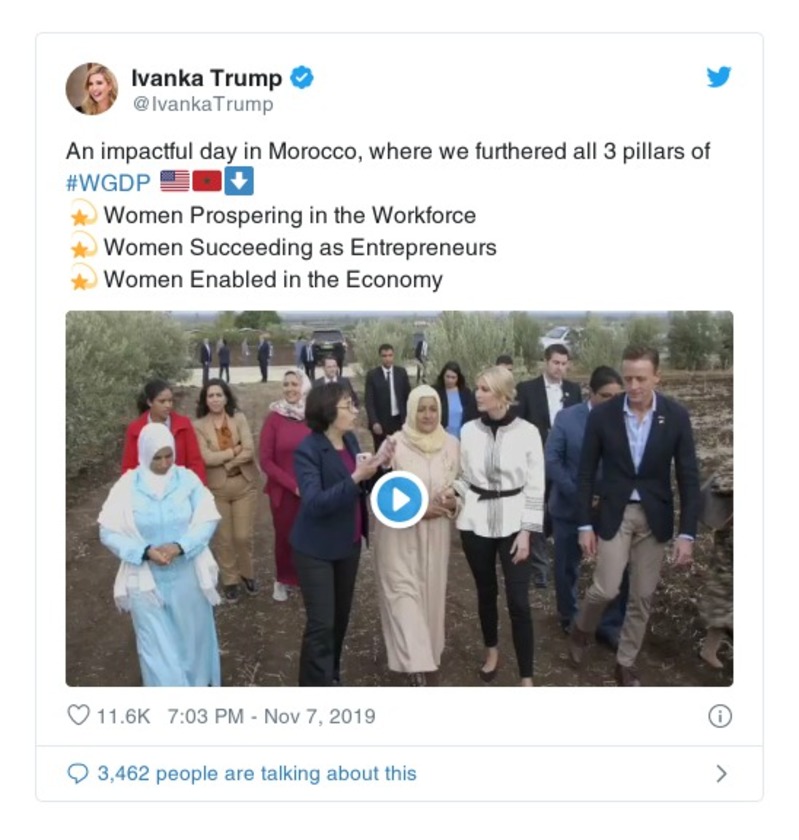 Ivanka Trump
@IvankaTrump
An impactful day in Morocco, where we furthered all 3 pillars of
#WGDP 🇺🇸🇲🇦⬇️
💫 Women Prospering in the Workforce
💫 Women Succeeding as Entrepreneurs
💫 Women Enabled in the Economy
11.6K 7:03 PM - Nov 7, 2019
3,462 people are talking about this